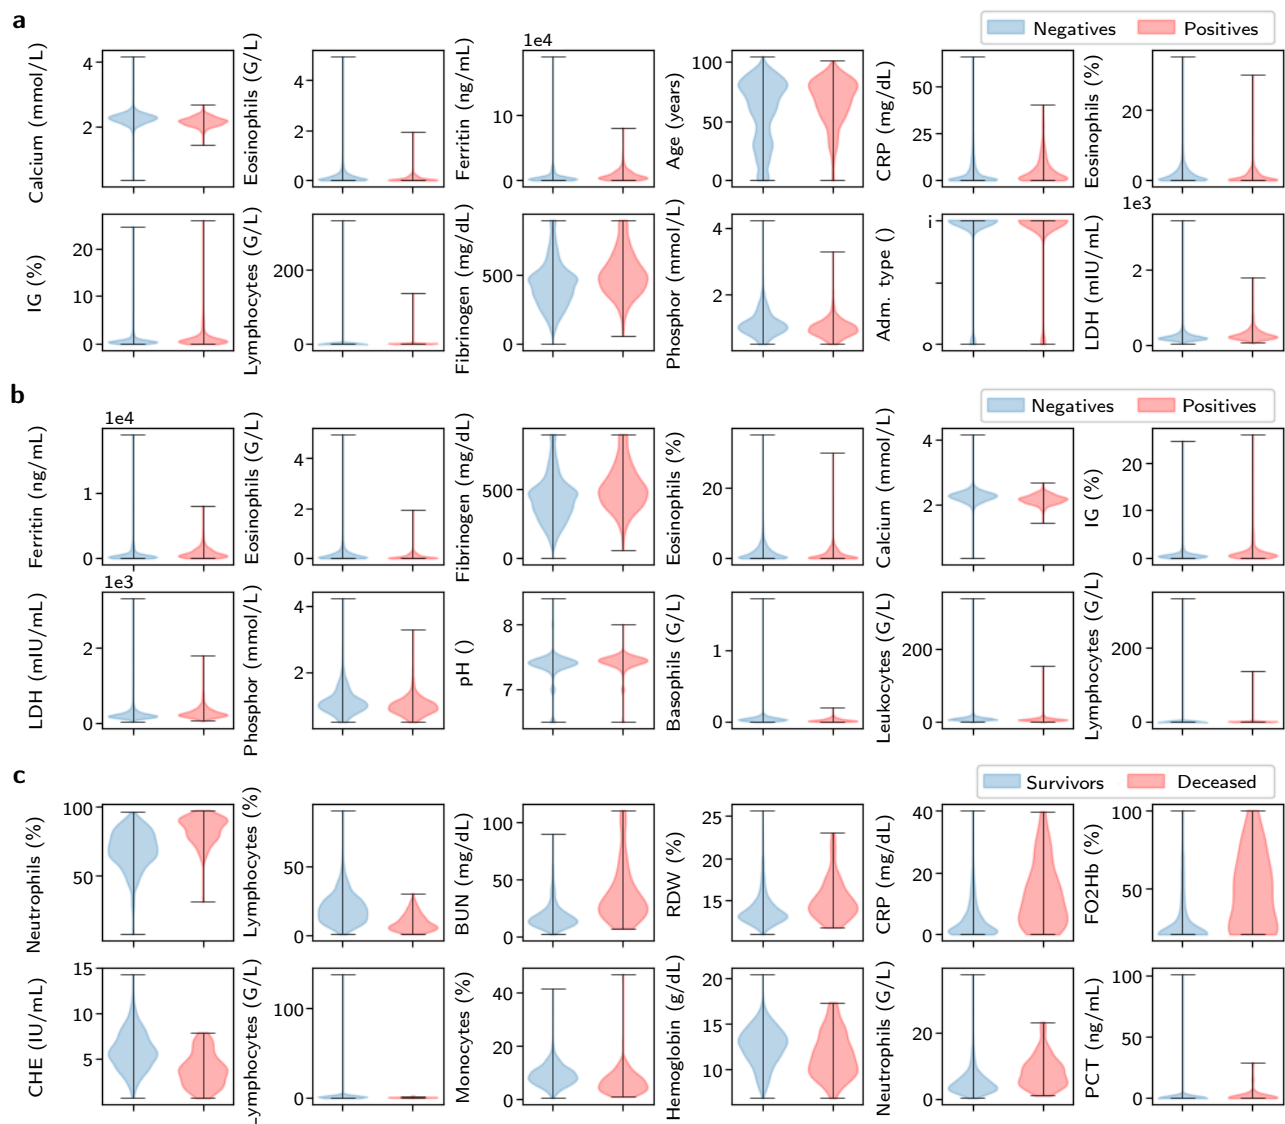 a
Negatives Positives
Calcium (mmol/L)
4
2
Eosinophils (G/L)
4
2
0
Ferritin (ng/mL)
1e4
10
0
Age (years)
100
50
0
CRP (mg/dL)
50
25
0
Eosinophils (%)
20
0
IG (%)
20
10
0
Lymphocytes (G/L)
200
0
Fibrinogen (mg/dL)
500
0
Phosphor (mmol/L)
4
2
Adm. type ()
i
o
LDH (mIU/mL)
1e3
2
0
b
Negatives Positives
Ferritin (ng/mL)
1e4
1
0
Eosinophils (G/L)
4
2
0
Fibrinogen (mg/dL)
500
0
Eosinophils (%)
20
0
Calcium (mmol/L)
4
2
IG (%)
20
10
0
LDH (mIU/mL)
1e3
2
0
Phosphor (mmol/L)
4
2
pH ()
8
7
Basophils (G/L)
1
0
Leukocytes (G/L)
200
0
Lymphocytes (G/L)
200
0
c
Survivors Deceased
Neutrophils (%)
100
50
Lymphocytes (%)
50
0
BUN (mg/dL)
100
50
0
RDW (%)
25
20
15
CRP (mg/dL)
40
20
0
FO2Hb (%)
100
50
CHE (IU/mL)
15
10
5
Lymphocytes (G/L)
100
0
Monocytes (%)
40
20
0
Hemoglobin (g/dL)
20
15
10
Neutrophils (G/L)
20
0
PCT (ng/mL)
100
50
0